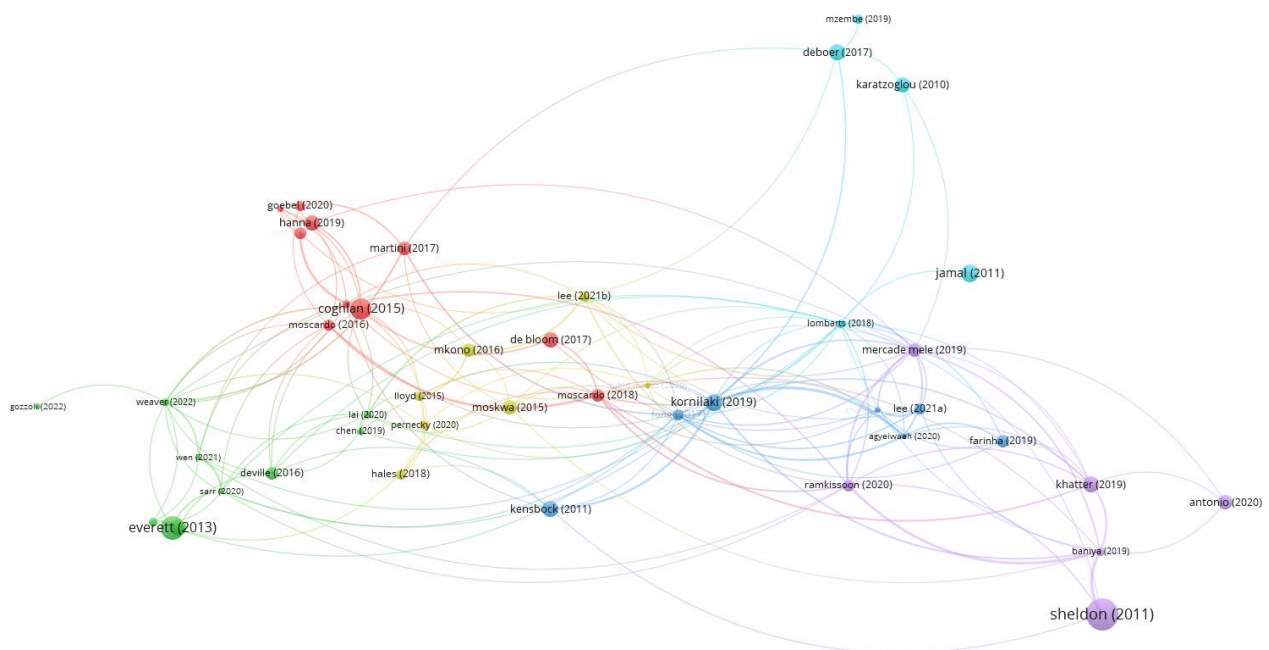 mzembe (2019)
deboer (2017)
karatzoglou (2010)
goebel (2020)
hanna (2019)
martini (2017)
jamal (2011)
lee (2021b)
coghlan (2015)
moscardo (2016)
lombarts (2018)
de bloom (2017)
mkono (2016)
mercade mele (2019)
moscardo (2018)
lloyd (2015)
weaver (2022)
gozzoli (2022)
kornilaki (2019)
moskwa (2015)
lee (2021a)
lai (2020)
pernecky (2020)
chen (2019)
agyeiwaah (2020)
farinha (2019)
wen (2021)
deville (2016)
hales (2018)
ramkissoon (2020)
khatter (2019)
sarr (2020)
antonio (2020)
kensbock (2011)
everett (2013)
baniya (2019)
sheldon (2011)